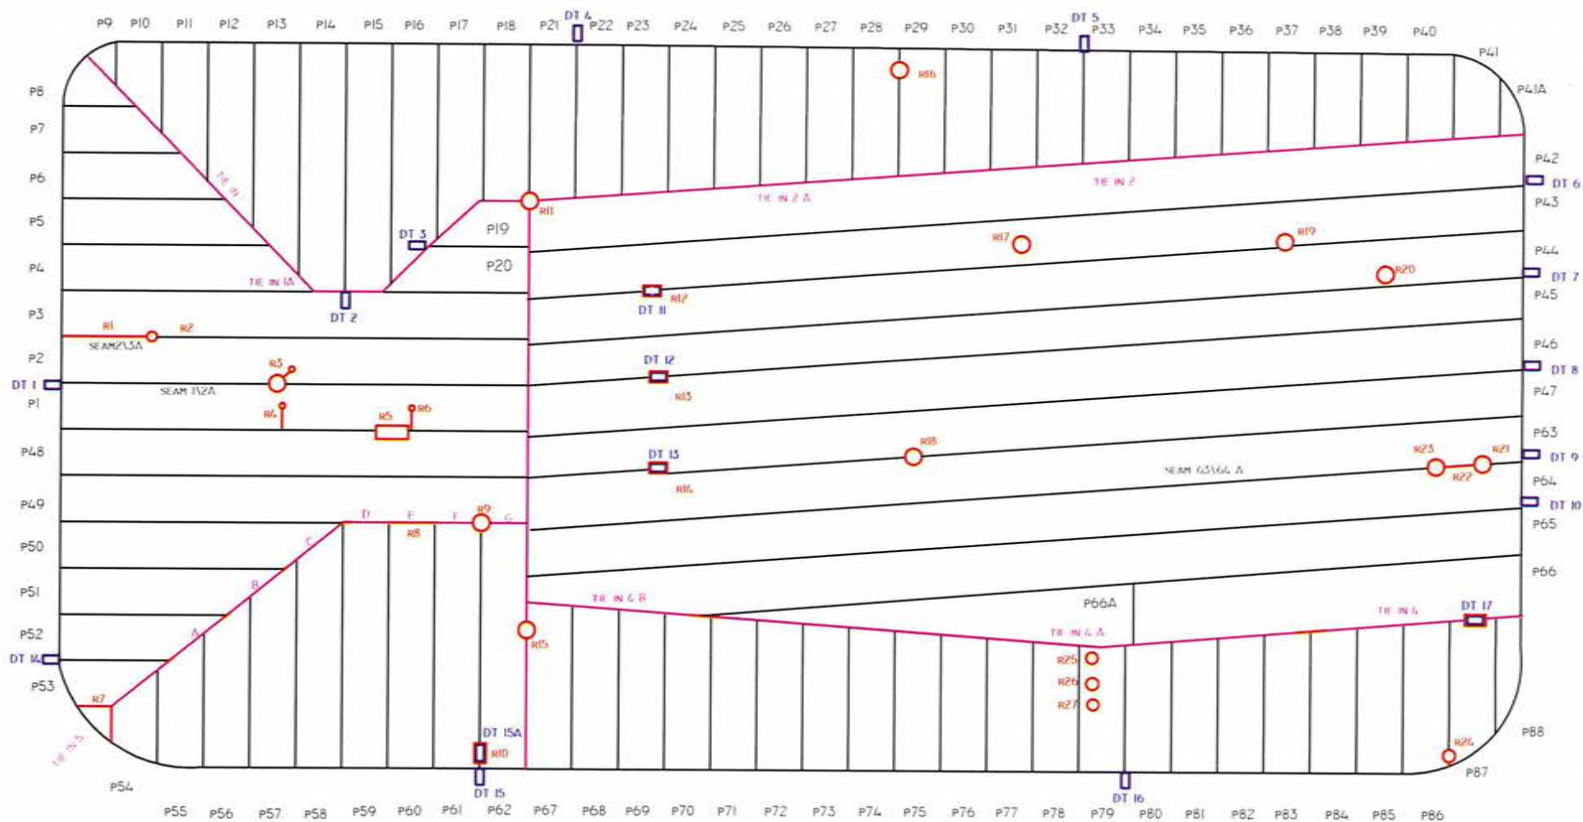 P9 P10 P11 P12 P13 P14 P15 P16 P17 P18 P21 DT 4 P22 P23 P24 P25 P26 P27 P28 P29 P30 P31 P32 DT 5 P33 P34 P35 P36 P37 P38 P39 P40
P41
P8
R16
P41A
P7
P42
P6
TIE IN
TIE IN 2 A
TIE IN 2
DT 6
R11
P43
P5
DT 3
P19
R17
R19
P44
P4
P20
R20
DT 7
TIE IN 1A
R12
P45
P3
DT 2
DT 11
R1
R2
SEAM2\3A
P46
P2
R3
DT 12
DT 8
DT 1
SEAM 1\2A
R13
P47
P1
R4
R5
R6
P63
P48
R18
R23
R21
DT 13
SEAM 63\64 A
DT 9
R14
R22
P64
P49
R9
DT 10
D E F G
P65
R8
C
P50
P66
B
P51
TIE IN 4 B
P66A
TIE IN 4
DT 17
A
P52
TIE IN 4 A
R15
DT 14
R25
P53
R26
R7
R27
DT 15A
P88
TIE IN 5
R10
R24
P87
P54
DT 15
DT 16
P55 P56 P57 P58 P59 P60 P61 P62 P67 P68 P69 P70 P71 P72 P73 P74 P75 P76 P77 P78 P79 P80 P81 P82 P83 P84 P85 P86